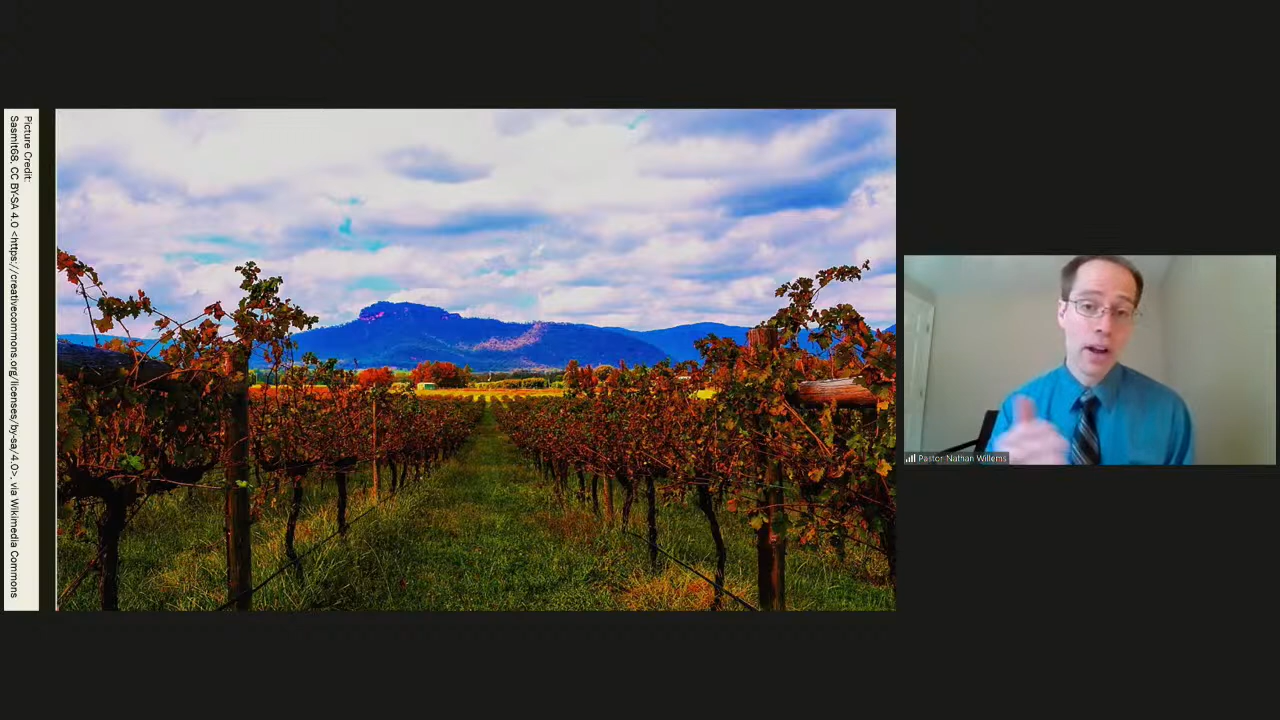 Picture Credit:
Sasmit68, CC BY-SA 4.0 <https://creativecommons.org/licenses/by-sa/4.0>, via Wikimedia Commons
Pastor Nathan Willems